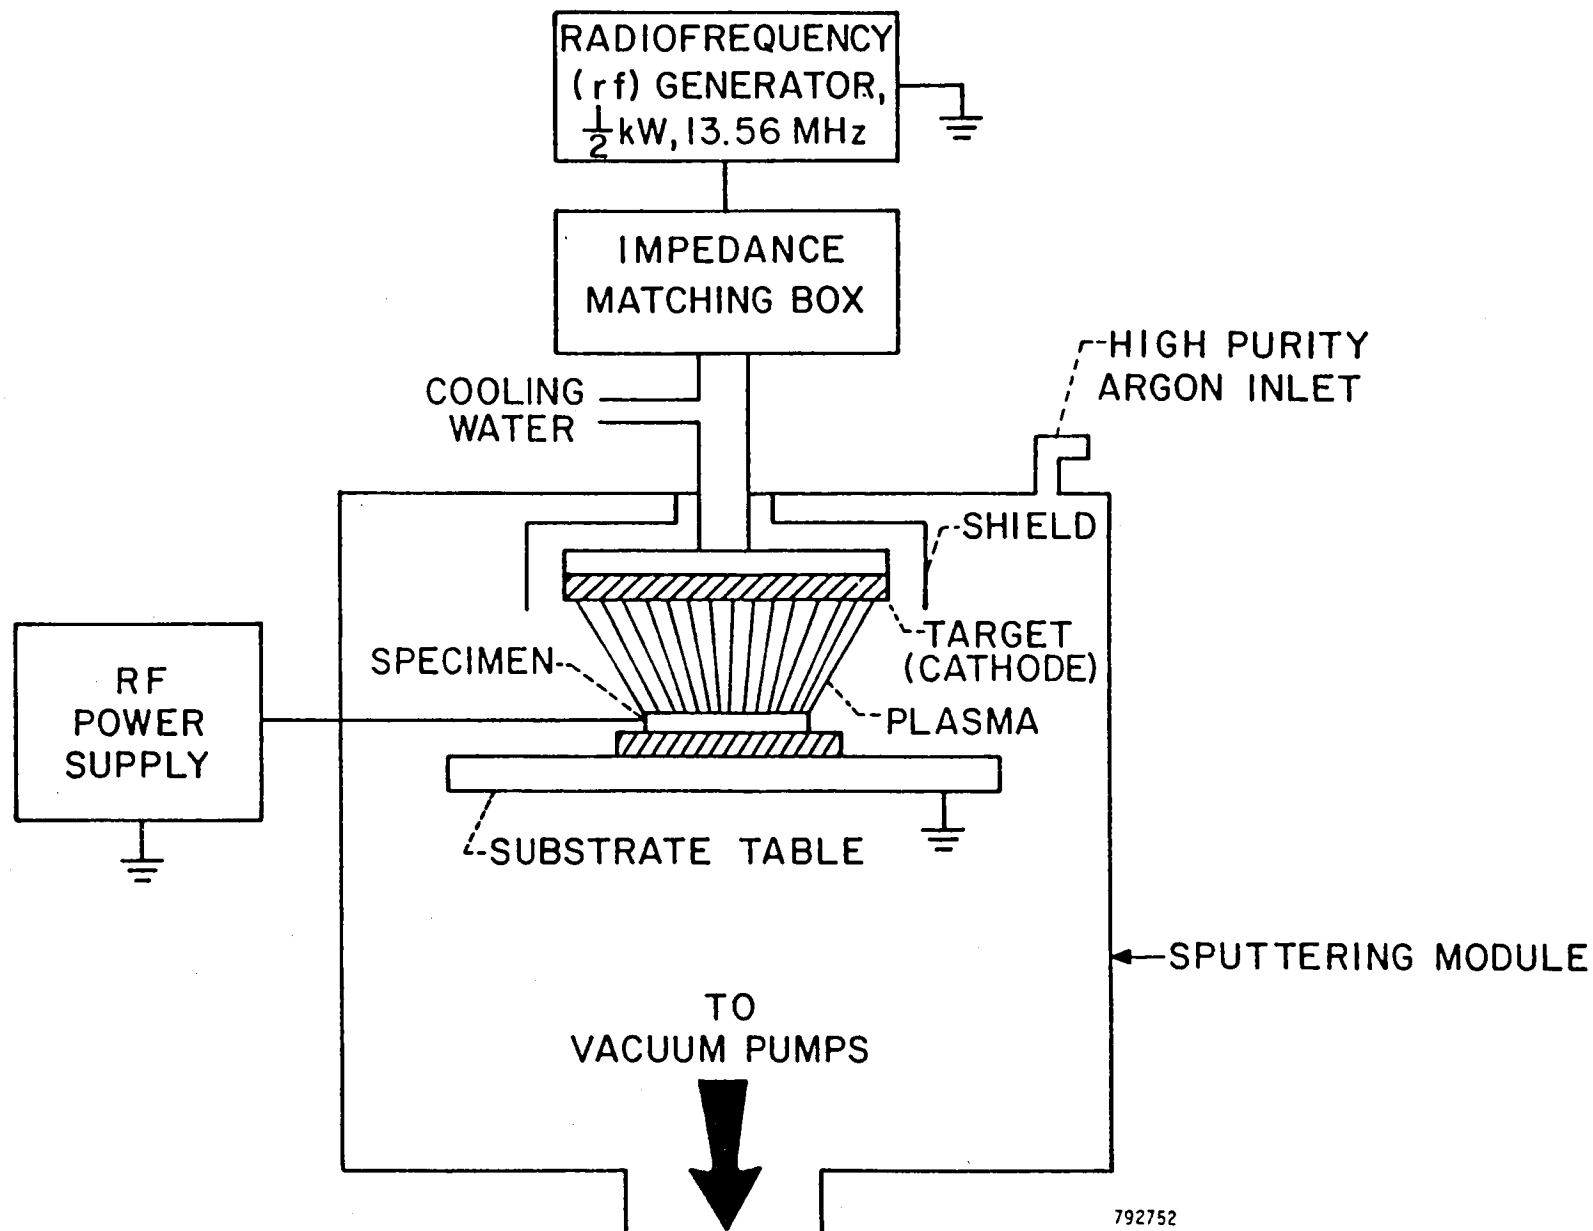 RADIOFREQUENCY
(rf) GENERATOR,
1/2 kW, 13.56 MHz
IMPEDANCE
MATCHING BOX
HIGH PURITY
ARGON INLET
COOLING
WATER
SHIELD
TARGET
(CATHODE)
SPECIMEN
PLASMA
RF
POWER
SUPPLY
SUBSTRATE TABLE
SPUTTERING MODULE
TO
VACUUM PUMPS
792752